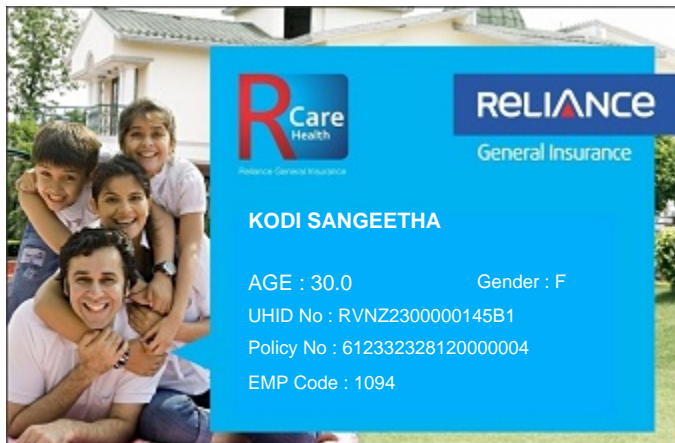 R Care
Health
Reliance General Insurance
RELIANCE
General Insurance
KODI SANGEETHA
AGE : 30.0 Gender : F
UHID No : RVNZ2300000145B1
Policy No : 612332328120000004
EMP Code : 1094